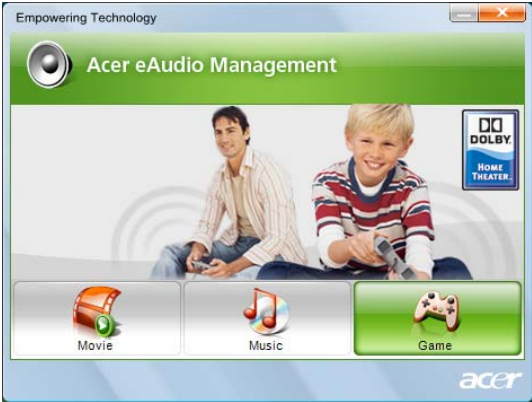 Empowering Technology
Acer eAudio Management
DOLBY
HOME
THEATER
Movie
Music
Game
acer